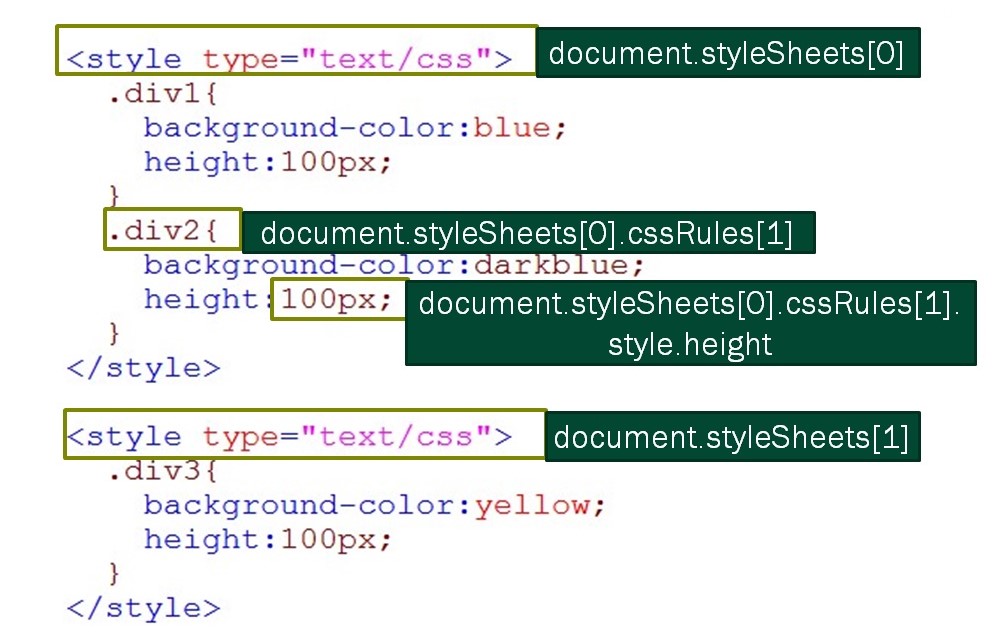 <style type="text/css"> document.styleSheets[0]
.div1{
background-color:blue;
height:100px;
}
.div2{ document.styleSheets[0].cssRules[1]
background-color:darkblue;
height:100px; document.styleSheets[0].cssRules[1].
style.height
}
</style>
<style type="text/css"> document.styleSheets[1]
.div3{
background-color:yellow;
height:100px;
}
</style>